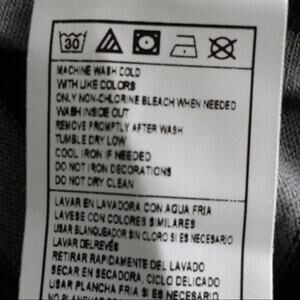 30
MACHINE WASH COLD
WITH LIKE COLORS
ONLY NON-CHLORINE BLEACH WHEN NEEDED
WASH INSIDE OUT
REMOVE PROMPTLY AFTER WASH
TUMBLE DRY LOW
COOL IRON IF NEEDED
DO NOT IRON DECORATIONS
DO NOT DRY CLEAN
LAVAR EN LAVADORA CON AGUA FRIA
LAVESE CON COLORES SIMILARES
USAR BLANQUEADOR SIN CLORO SI ES NECESARIO
LAVAR DELREVÉS
RETIRAR RAPIDAMENTE DEL LAVADO
SECAR EN SECADORA, CICLO DELICADO
USAR PLANCHA FRIA SI ES NECESARIO